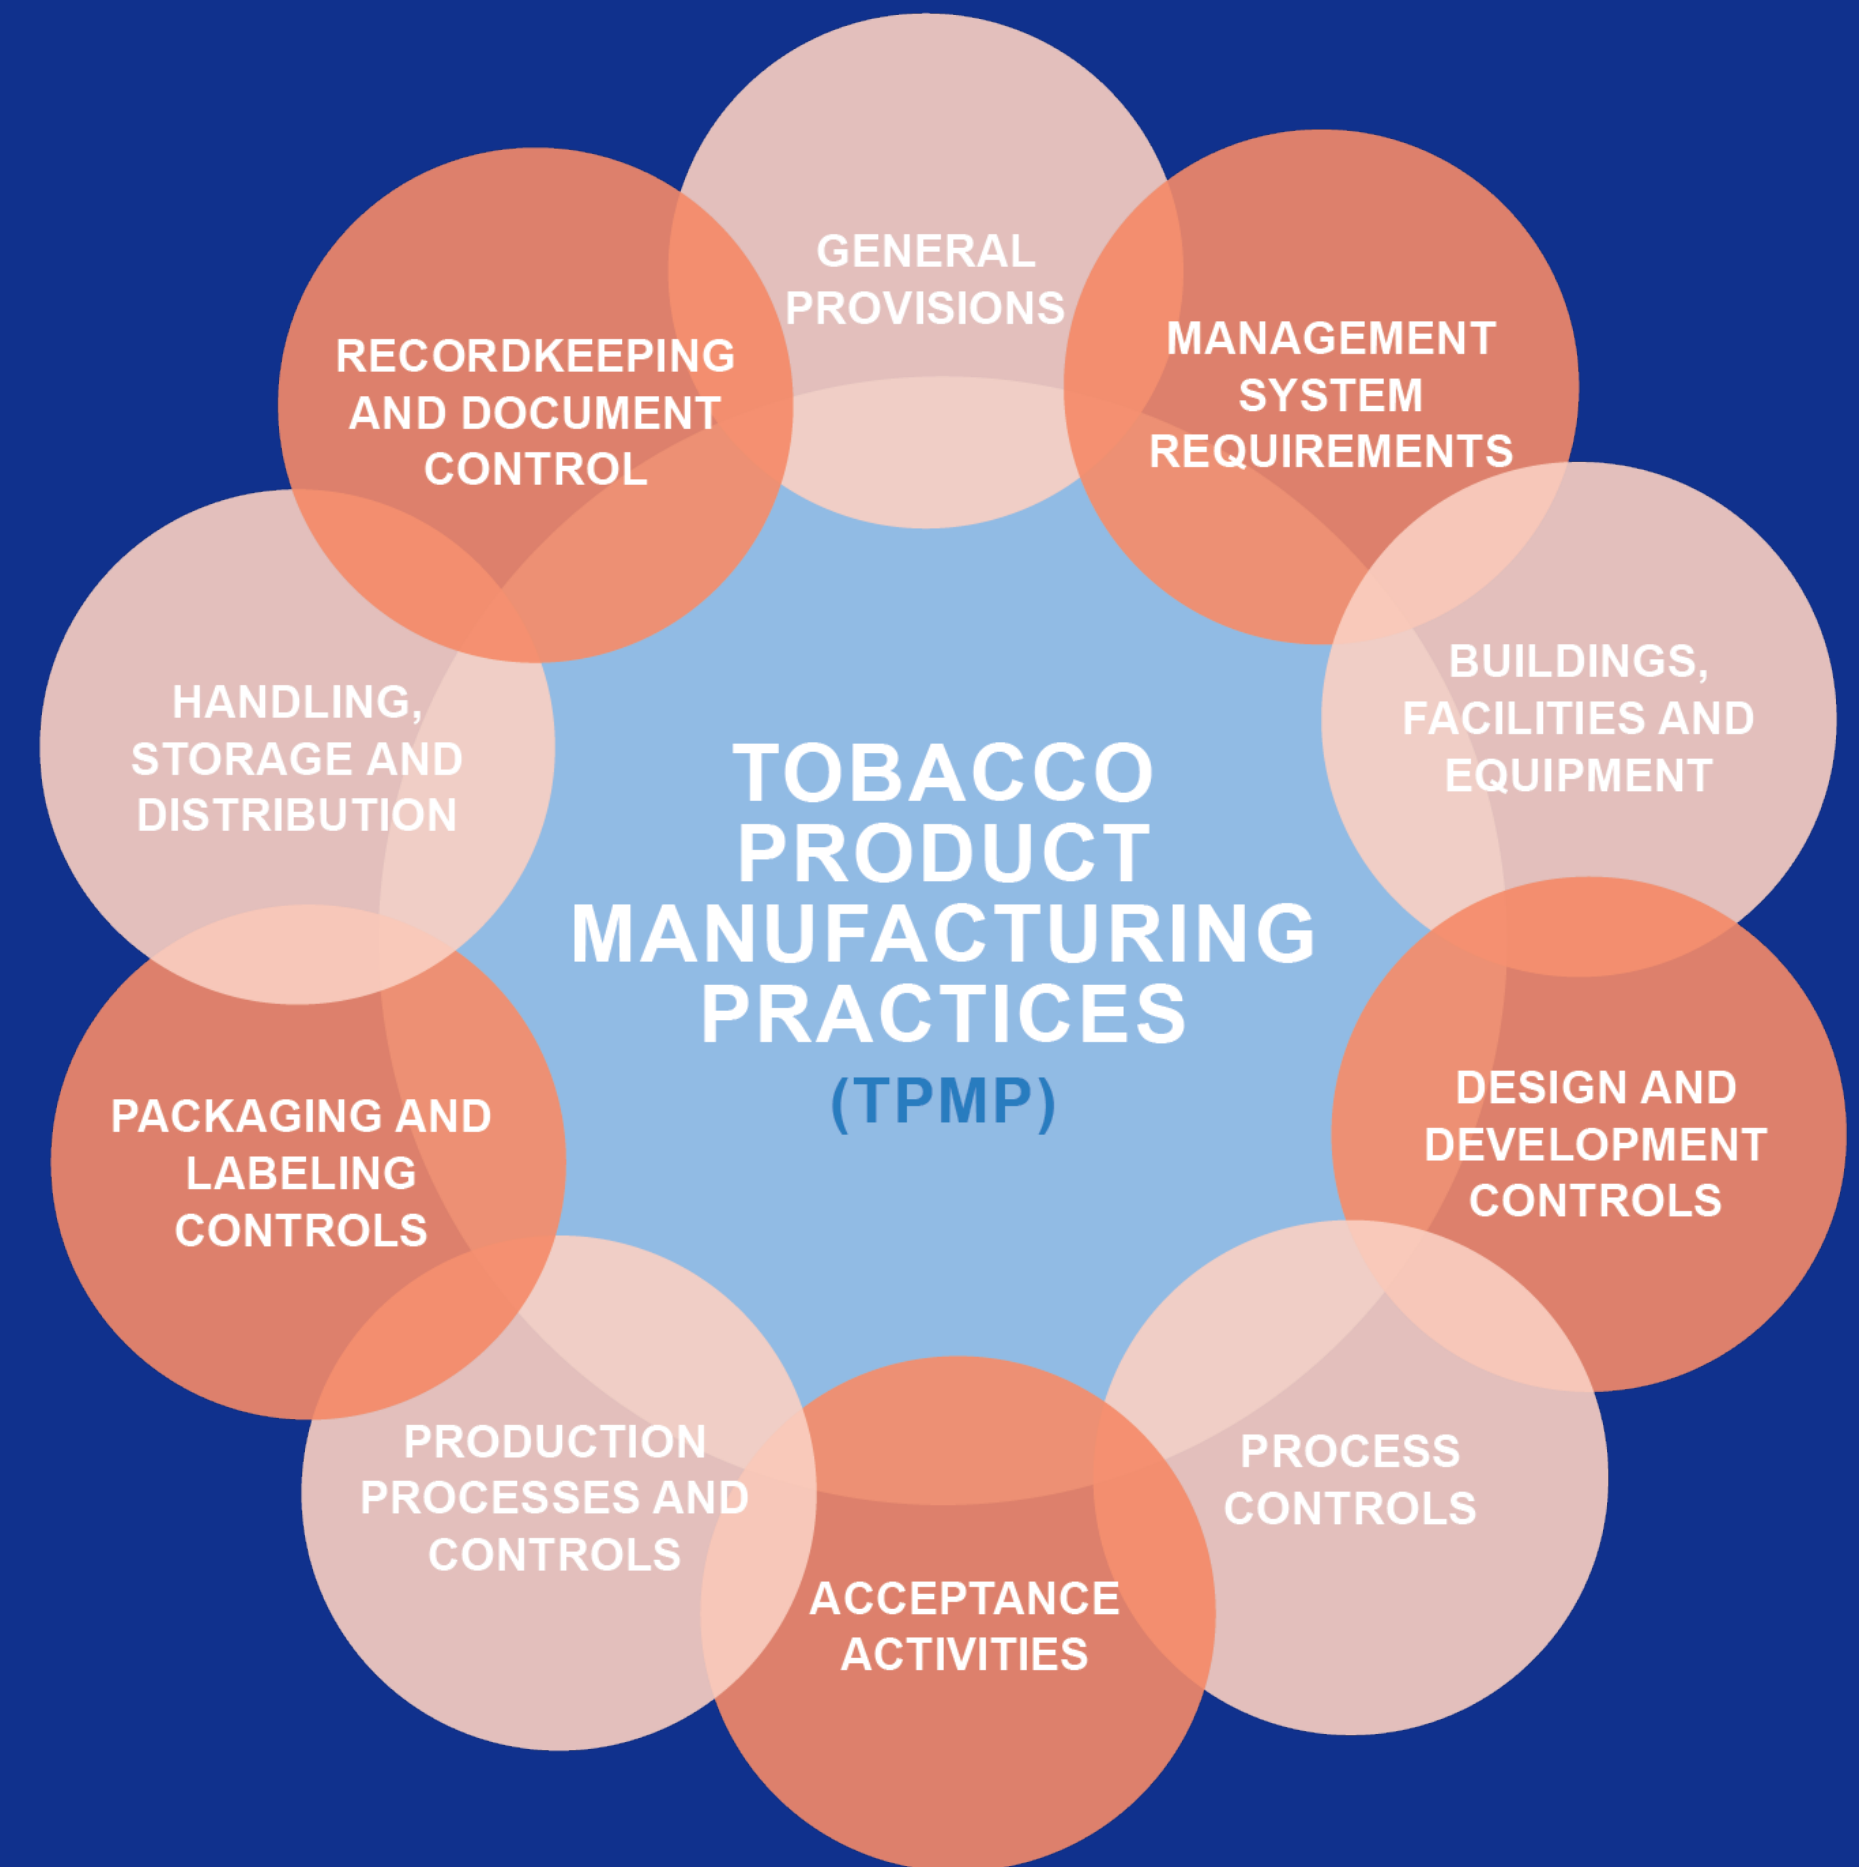 GENERAL
PROVISIONS
MANAGEMENT
SYSTEM
REQUIREMENTS
BUILDINGS,
FACILITIES AND
EQUIPMENT
DESIGN AND
DEVELOPMENT
CONTROLS
PROCESS
CONTROLS
ACCEPTANCE
ACTIVITIES
PRODUCTION
PROCESSES AND
CONTROLS
PACKAGING AND
LABELING
CONTROLS
HANDLING,
STORAGE AND
DISTRIBUTION
RECORDKEEPING
AND DOCUMENT
CONTROL
TOBACCO
PRODUCT
MANUFACTURING
PRACTICES
(TPMP)